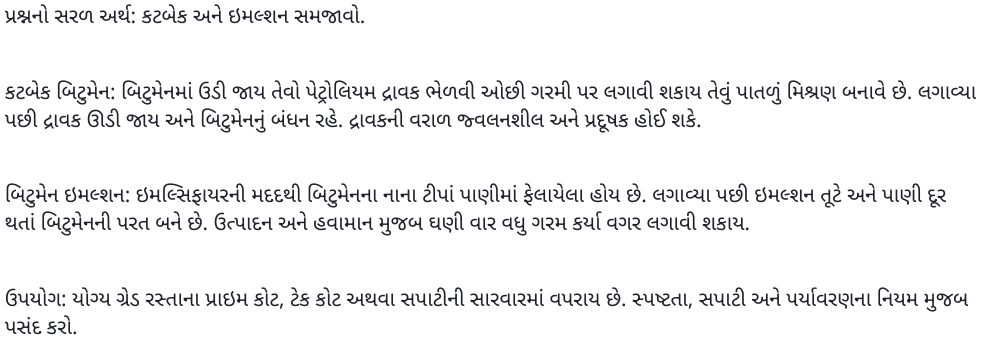 પ્રશ્નનો સરળ અર્થ: કટબેક અને ઇમલ્શન સમજાવો.
કટબેક બિટુમેન: બિટુમેનમાં ઉડી જાય તેવો પેટ્રોલિયમ દ્રાવક ભેળવી ઓછી ગરમી પર લગાવી શકાય તેવું પાતળું મિશ્રણ બનાવે છે. લગાવ્યા
પછી દ્રાવક ઊડી જાય અને બિટુમેનનું બંધન રહે. દ્રાવકની વરાળ જ્વલનશીલ અને પ્રદૂષક હોઈ શકે.
બિટુમેન ઇમલ્શન: ઇમલ્સિફાયરની મદદથી બિટુમેનના નાના ટીપાં પાણીમાં ફેલાયેલા હોય છે. લગાવ્યા પછી ઇમલ્શન તૂટે અને પાણી દૂર
થતાં બિટુમેનની પરત બને છે. ઉત્પાદન અને હવામાન મુજબ ઘણી વાર વધુ ગરમ કર્યા વગર લગાવી શકાય.
ઉપયોગ: યોગ્ય ગ્રેડ રસ્તાના પ્રાઇમ કોટ, ટેક કોટ અથવા સપાટીની સારવારમાં વપરાય છે. સ્પષ્ટતા, સપાટી અને પર્યાવરણના નિયમ મુજબ
પસંદ કરો.